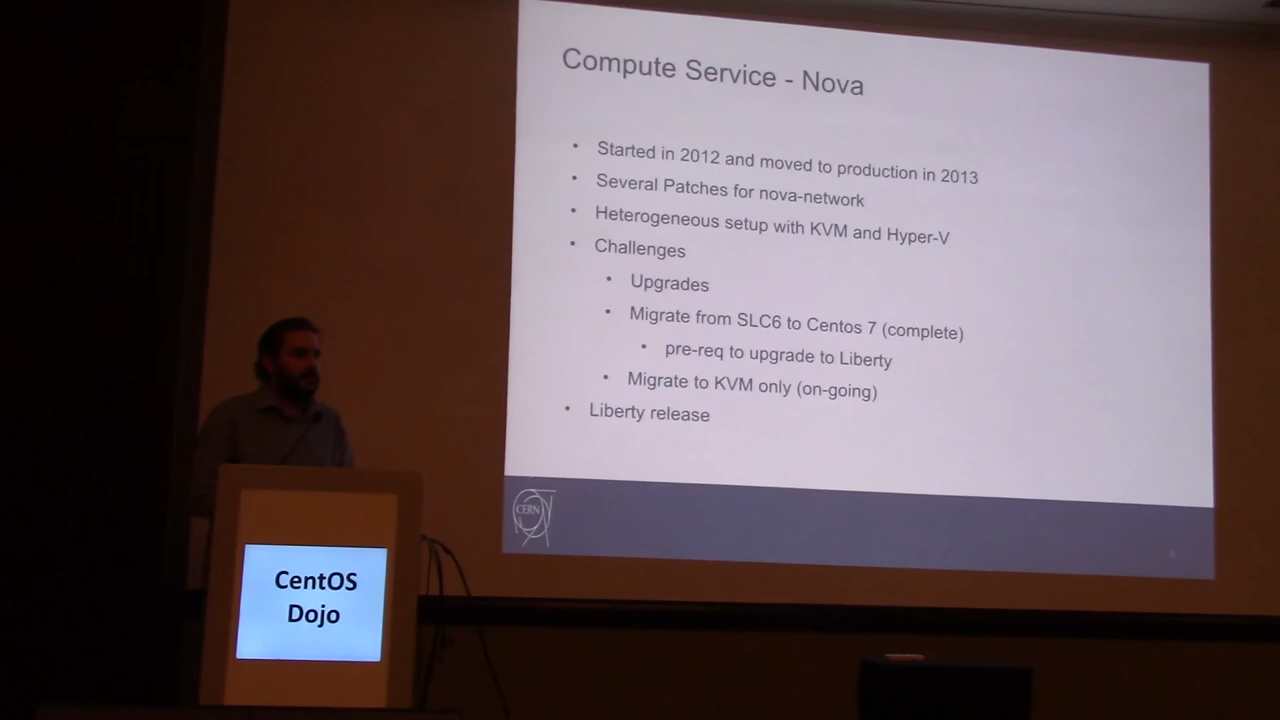 Compute Service - Nova
• Started in 2012 and moved to production in 2013
• Several Patches for nova-network
• Heterogeneous setup with KVM and Hyper-V
• Challenges
• Upgrades
• Migrate from SLC6 to Centos 7 (complete)
• pre-req to upgrade to Liberty
• Migrate to KVM only (on-going)
• Liberty release
CERN
CentOS
Dojo